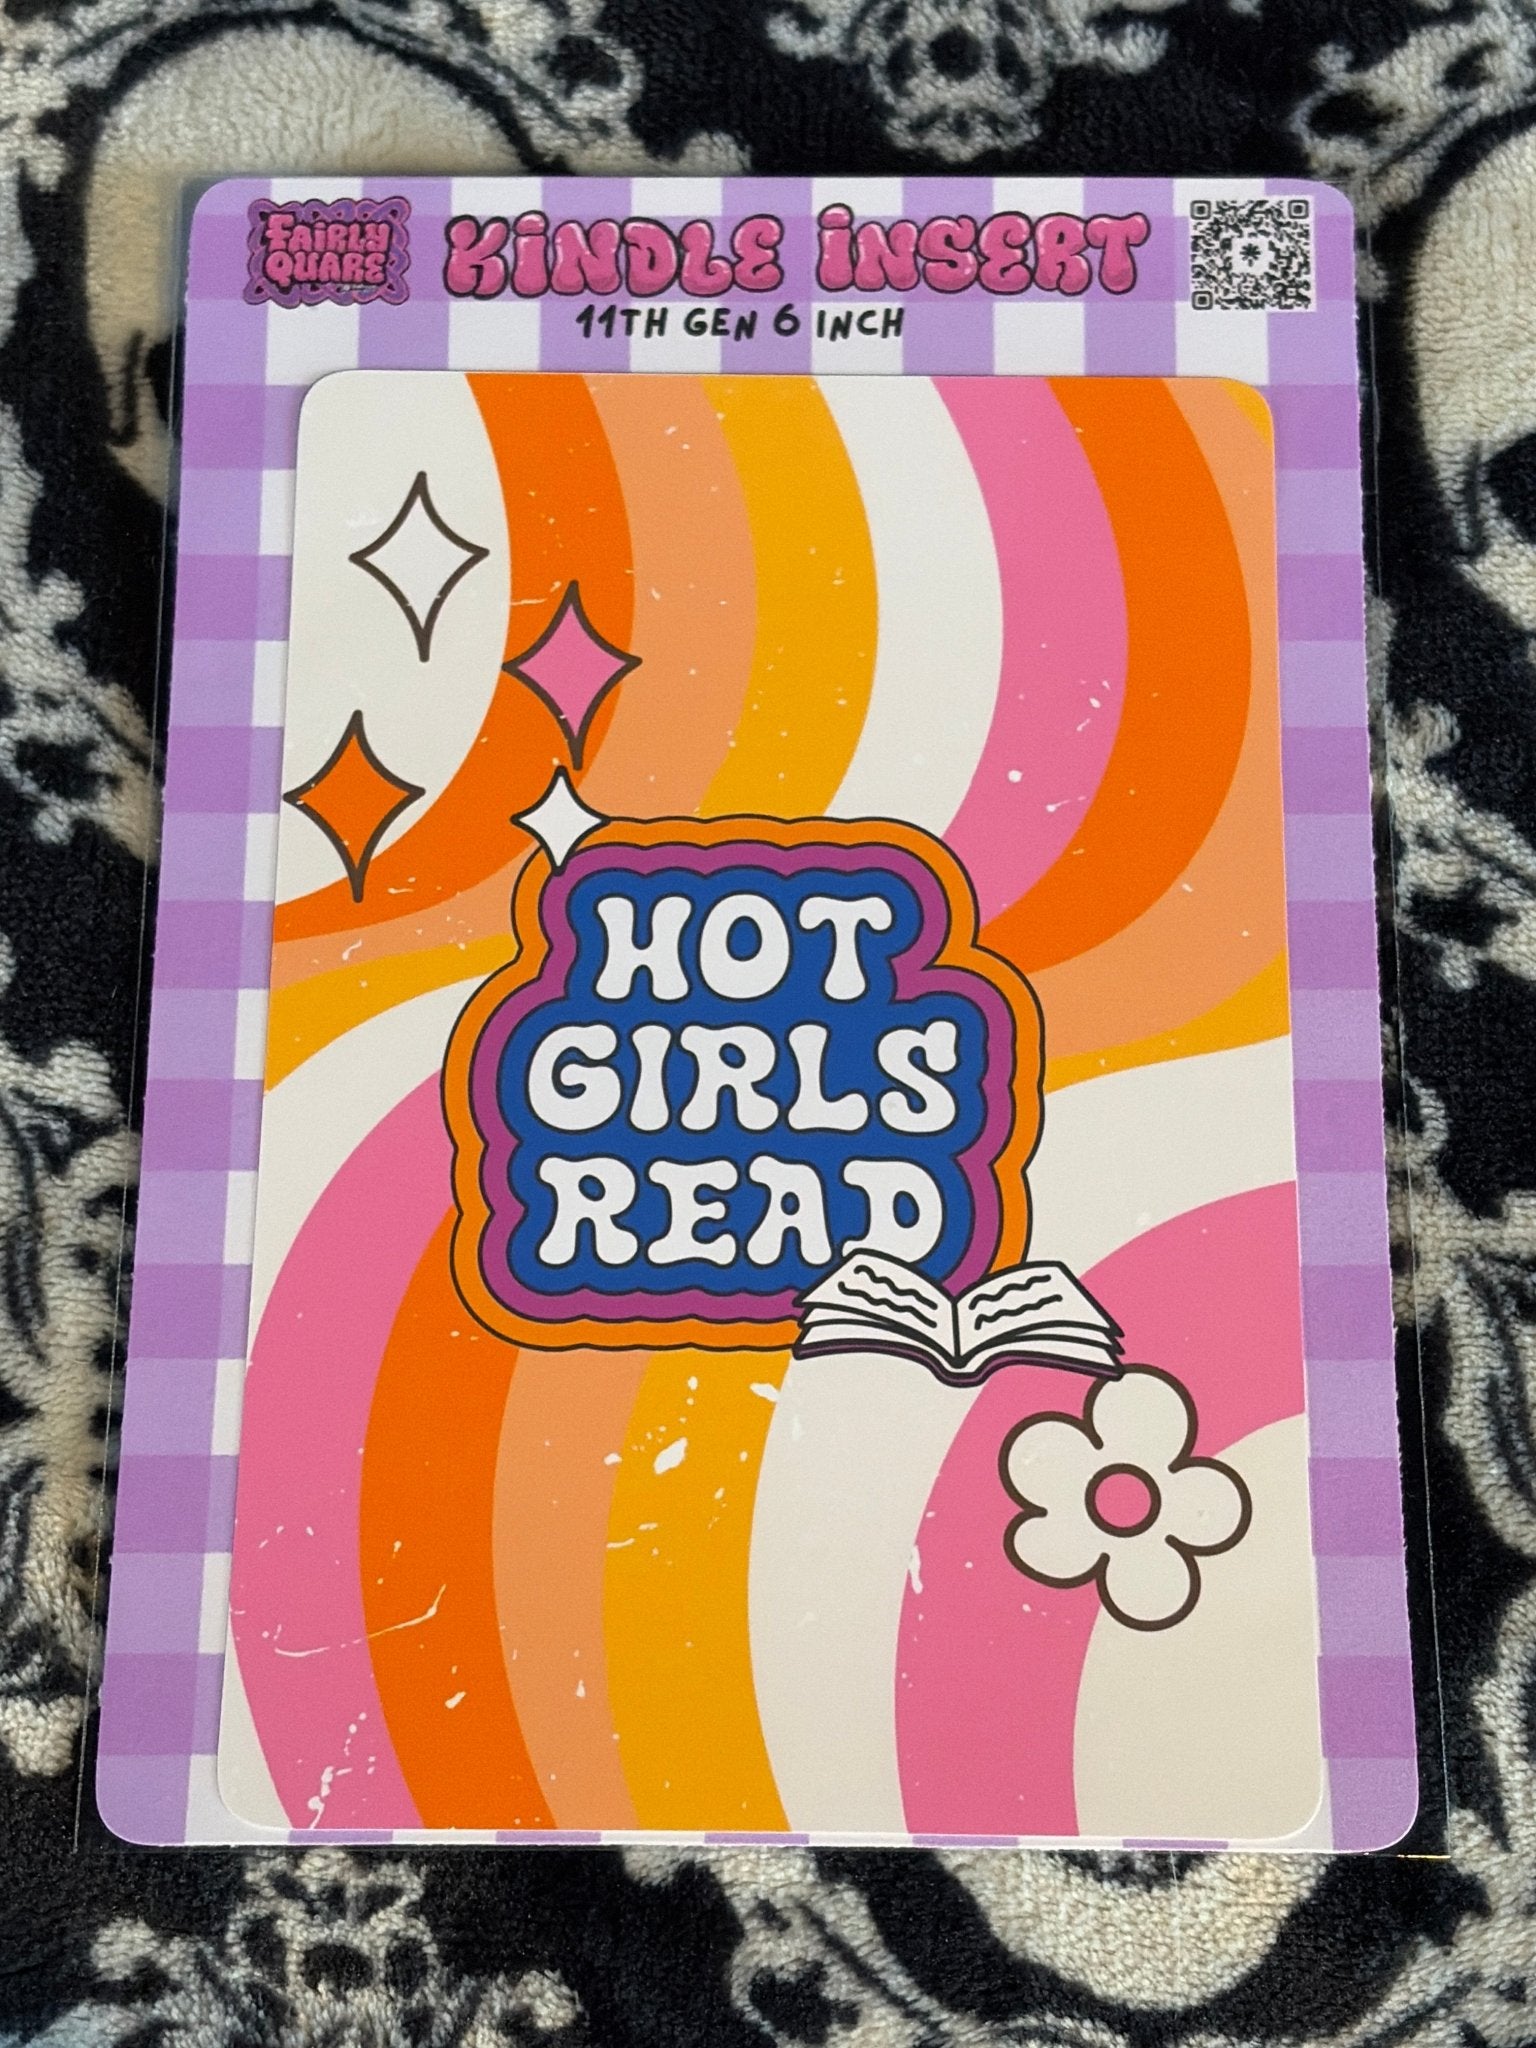 FAIRLY
QUARE
KINDLE INSERT
11TH GEN 6 INCH
HOT
GIRLS
READ